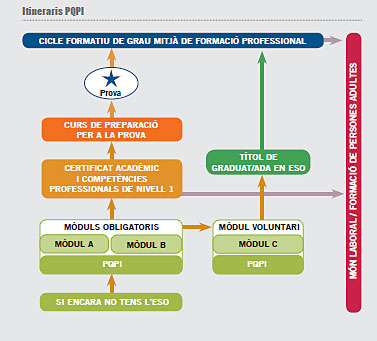 Itineraris PQPI
CICLE FORMATIU DE GRAU MITJÀ DE FORMACIÓ PROFESSIONAL
Prova
CURS DE PREPARACIÓ
PER A LA PROVA
CERTIFICAT ACADÈMIC
I COMPETÈNCIES
PROFESSIONALS DE NIVELL 1
TÍTOL DE
GRADUAT/ADA EN ESO
MÒDULS OBLIGATORIS
MÒDUL A
MÒDUL B
PQPI
MÒDUL VOLUNTARI
MÒDUL C
PQPI
SI ENCARA NO TENS L'ESO
MÓN LABORAL / FORMACIÓ DE PERSONES ADULTES